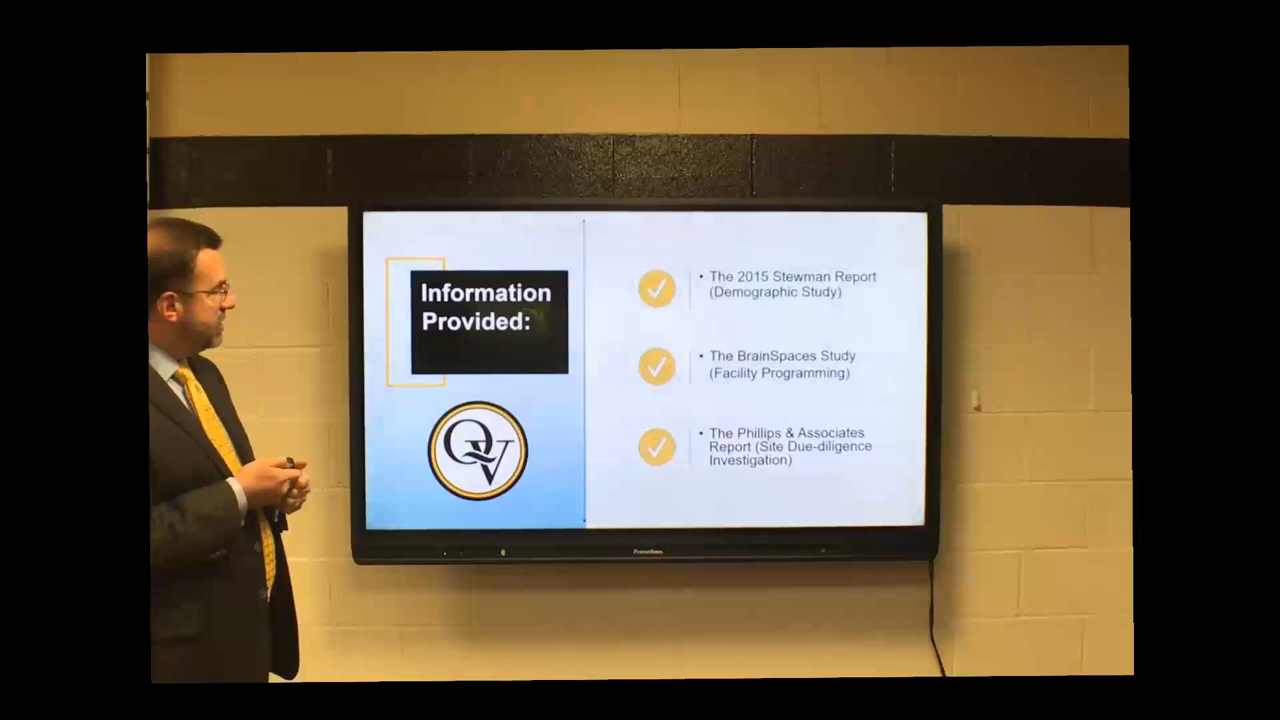 Information
Provided:
QV
• The 2015 Stewman Report
(Demographic Study)
• The BrainSpaces Study
(Facility Programming)
• The Phillips & Associates
Report (Site Due-diligence
Investigation)
Promethean